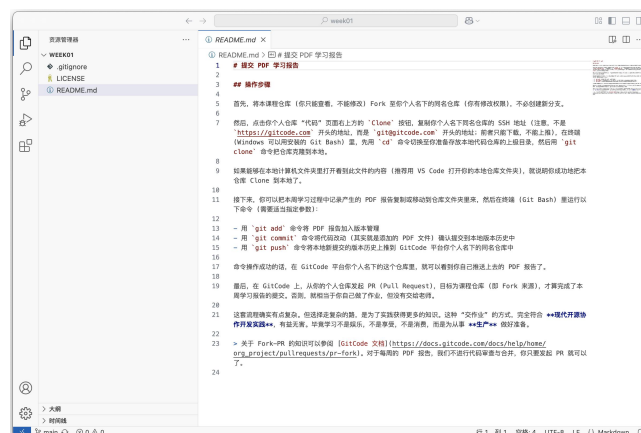 week01
资源管理器
README.md
WEEK01
.gitignore
LICENSE
README.md
README.md > # 提交 PDF 学习报告
1 # 提交 PDF 学习报告
2
3 ## 操作步骤
4
5 首先，将本课程仓库 (你只能查看、不能修改) Fork 至你个人名下的同名仓库 (你有修改权限)，不必创建新分支。
6
7 然后，点击你个人仓库 “代码” 页面右上方的 `Clone` 按钮，复制你个人名下同名仓库的 SSH 地址 (注意，不是
`https://gitcode.com` 开头的地址，而是 `git@gitcode.com` 开头的地址；前者只能下载，不能上推)，在终端
(Windows 可以用安装的 Git Bash) 里，先用 `cd` 命令切换至你准备存放本地代码仓库的上级目录，然后用 `git
clone` 命令把仓库克隆到本地。
8
9 如果能够在本地计算机文件夹里打开看到此文件的内容 (推荐用 VS Code 打开你的本地仓库文件夹)，就说明你成功地把本
仓库 Clone 到本地了。
10
11 接下来，你可以把本周学习过程中记录产生的 PDF 报告复制或移动到仓库文件夹里来，然后在终端 (Git Bash) 里运行以
下命令 (需要适当指定参数)：
12
13 - 用 `git add` 命令将 PDF 报告加入版本管理
14 - 用 `git commit` 命令将代码改动 (其实就是添加的 PDF 文件) 确认提交到本地版本历史中
15 - 用 `git push` 命令将本地新提交的版本历史上推到 GitCode 平台你个人名下的同名仓库中
16
17 命令操作成功的话，在 GitCode 平台你个人名下的这个仓库里，就可以看到你自己推送上去的 PDF 报告了。
18
19 最后，在 GitCode 上，从你的个人仓库发起 PR (Pull Request)，目标为课程仓库 (即 Fork 来源)，才算完成了本
周学习报告的提交。否则，就相当于你自己做了作业，但没有交给老师。
20
21 这套流程确实有点复杂。但选择走复杂的路，是为了实践获得更多的知识。这种 “交作业” 的方式，完全符合 **现代开源协
作开发实践**，有益无害。毕竟学习不是娱乐、不是享受、不是消费，而是为从事 **生产** 做好准备。
22
23 > 关于 Fork-PR 的知识可以参阅 [GitCode 文档](https://docs.gitcode.com/docs/help/home/
org_project/pullrequests/pr-fork)。对于每周的 PDF 报告，我们不进行代码审查与合并，你只要发起 PR 就可以
了。
24
大纲
时间线
main
0 0
行 1, 列 1 空格: 4 UTF-8 LF {} Markdown